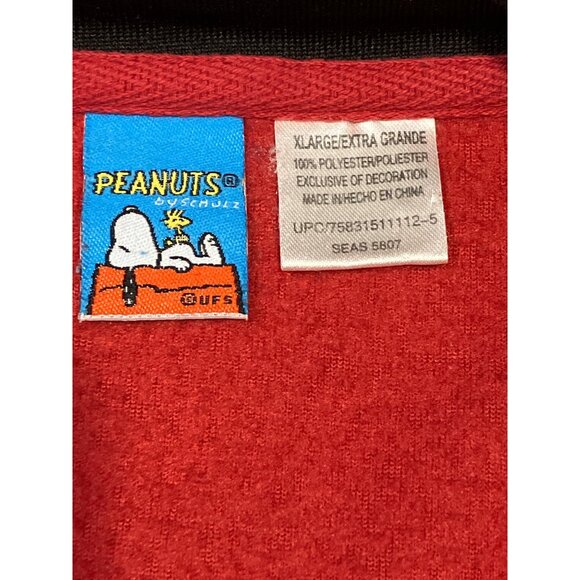 PEANUTS®
by SCHULZ
©UFS
XLARGE/EXTRA GRANDE
100% POLYESTER/POLIESTER
EXCLUSIVE OF DECORATION
MADE IN/HECHO EN CHINA
UPC/75831511112-5
SEAS 5807